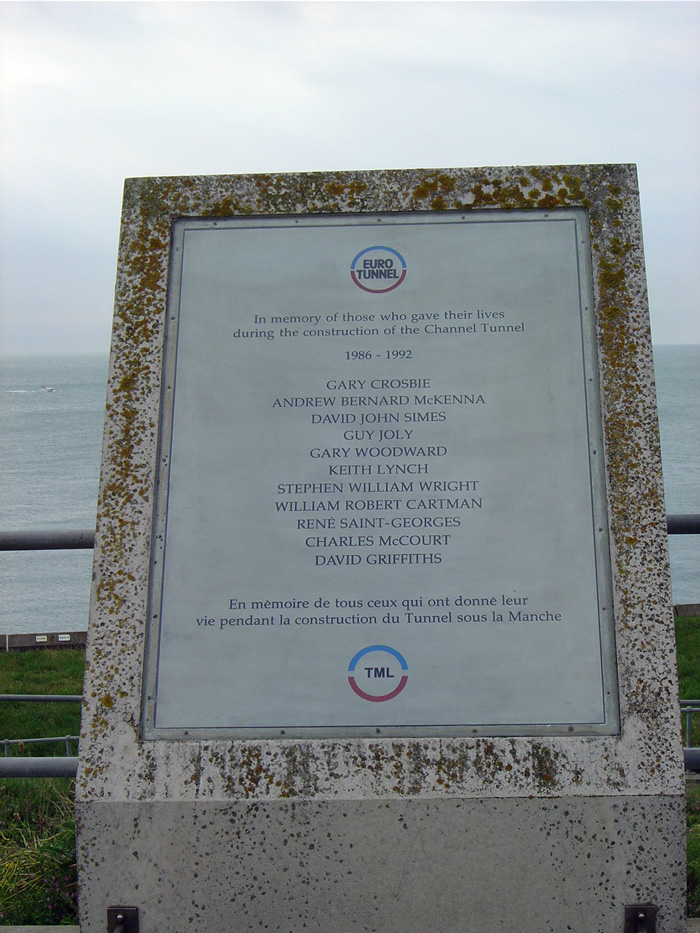 EURO
TUNNEL
In memory of those who gave their lives
during the construction of the Channel Tunnel
1986 - 1992
GARY CROSBIE
ANDREW BERNARD McKENNA
DAVID JOHN SIMES
GUY JOLY
GARY WOODWARD
KEITH LYNCH
STEPHEN WILLIAM WRIGHT
WILLIAM ROBERT CARTMAN
RENÉ SAINT-GEORGES
CHARLES McCOURT
DAVID GRIFFITHS
En mémoire de tous ceux qui ont donné leur
vie pendant la construction du Tunnel sous la Manche
TML